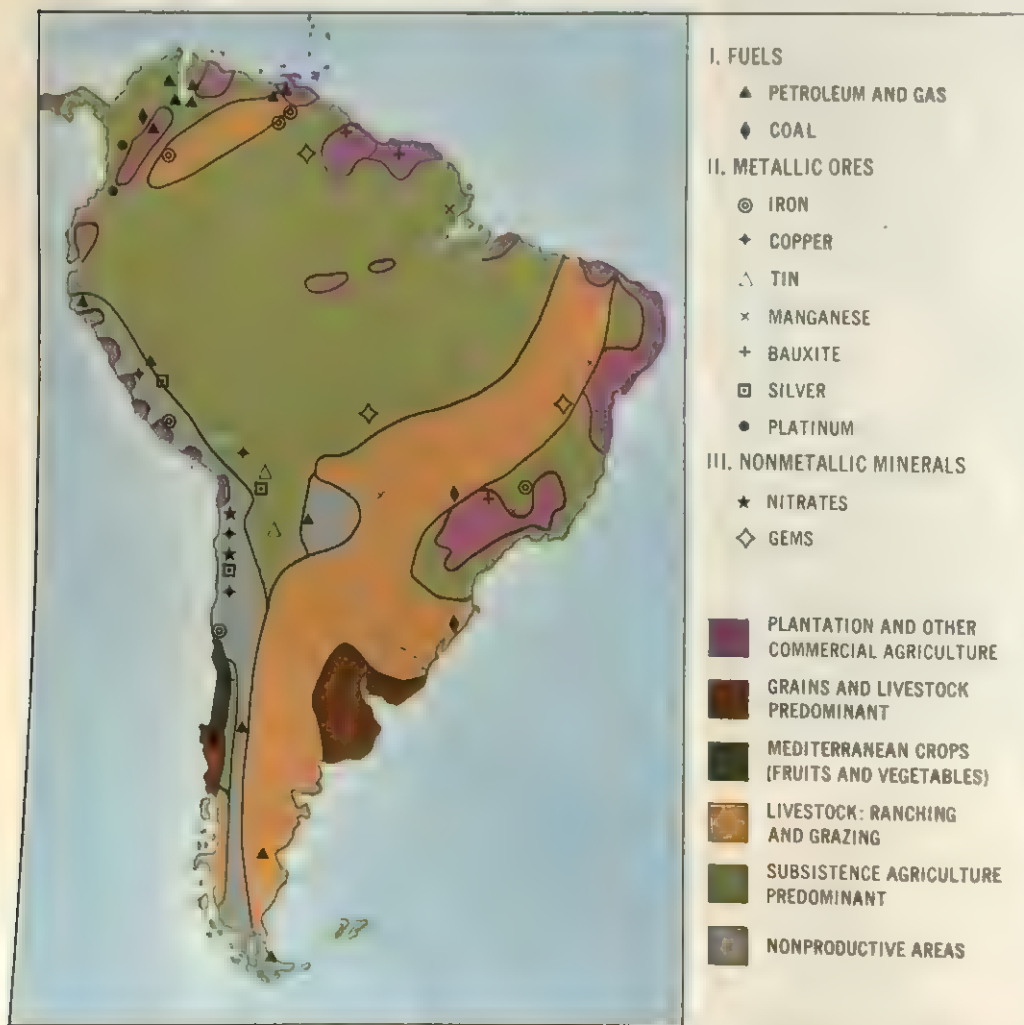 I. FUELS
PETROLEUM AND GAS
COAL
II. METALLIC ORES
IRON
COPPER
TIN
MANGANESE
BAUXITE
SILVER
PLATINUM
III. NONMETALLIC MINERALS
NITRATES
GEMS
PLANTATION AND OTHER
COMMERCIAL AGRICULTURE
GRAINS AND LIVESTOCK
PREDOMINANT
MEDITERRANEAN CROPS
(FRUITS AND VEGETABLES)
LIVESTOCK: RANCHING
AND GRAZING
SUBSISTENCE AGRICULTURE
PREDOMINANT
NONPRODUCTIVE AREAS